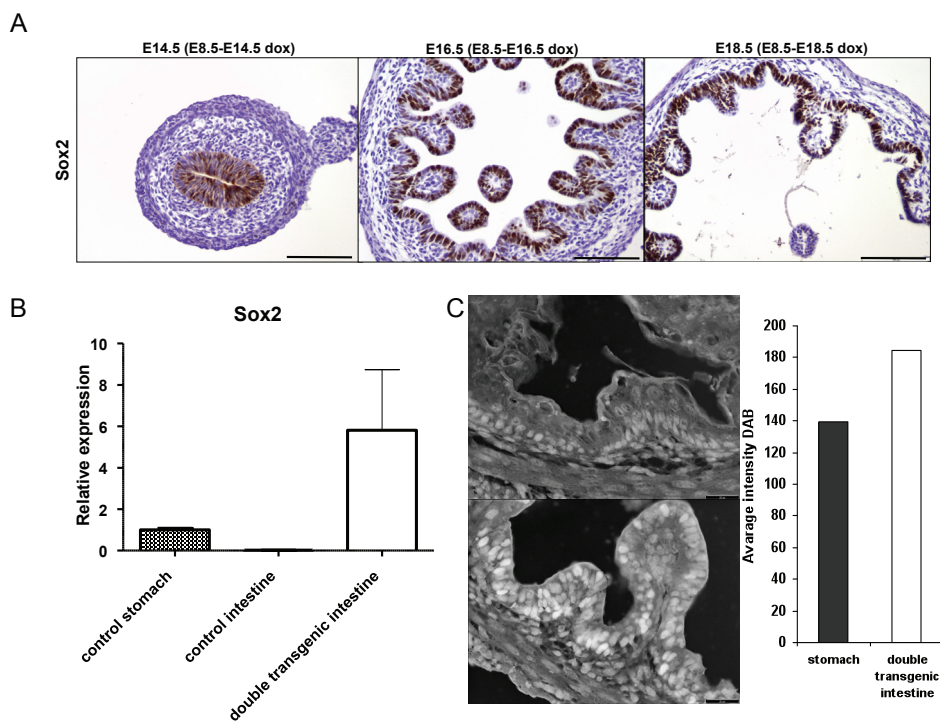 A
E14.5 (E8.5-E14.5 dox)
E16.5 (E8.5-E16.5 dox)
E18.5 (E8.5-E18.5 dox)
Sox2
B
Sox2
Relative expression
10
8
6
4
2
0
control stomach
control intestine
double transgenic intestine
C
Avarage intensity DAB
200
180
160
140
120
100
80
60
40
20
0
stomach
double
transgenic
intestine